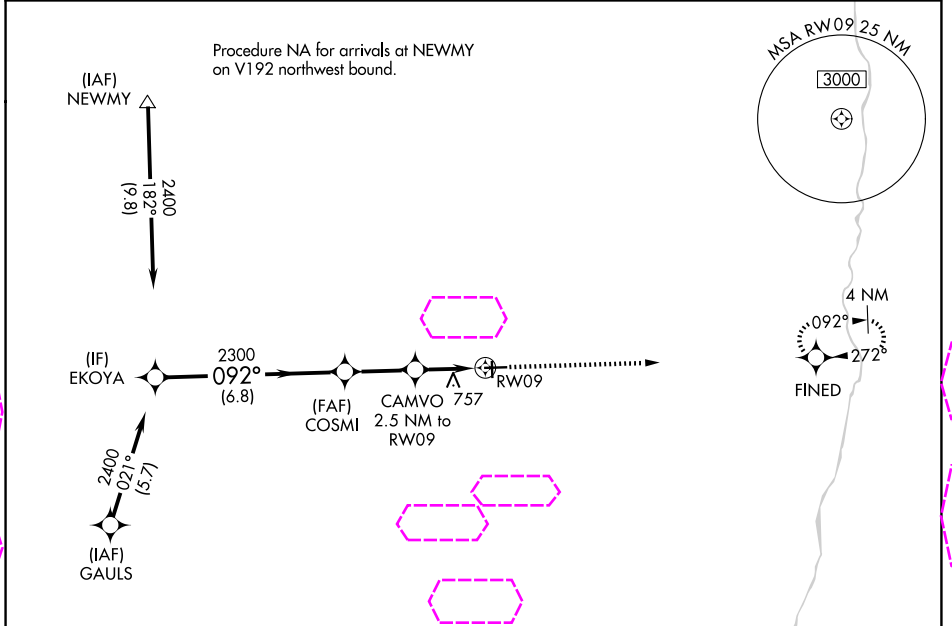 Procedure NA for arrivals at NEWMY
on V192 northwest bound.
MSA RW09 25 NM
3000
(IAF)
NEWMY
2400
182°
(9.8)
4 NM
092°
272°
FINED
(IF)
EKOYA
2300
092°
(6.8)
(FAF)
COSMI
CAMVO
2.5 NM to
RW09
757
RW09
2400
021°
(5.7)
(IAF)
GAULS